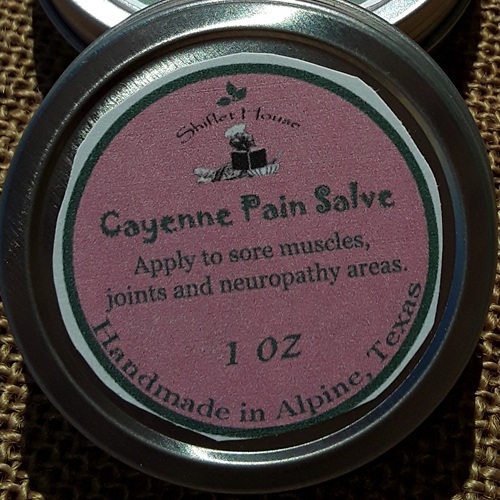 Shiflet House
Cayenne Pain Salve
Apply to sore muscles,
joints and neuropathy areas.
1 OZ
Handmade in Alpine, Texas